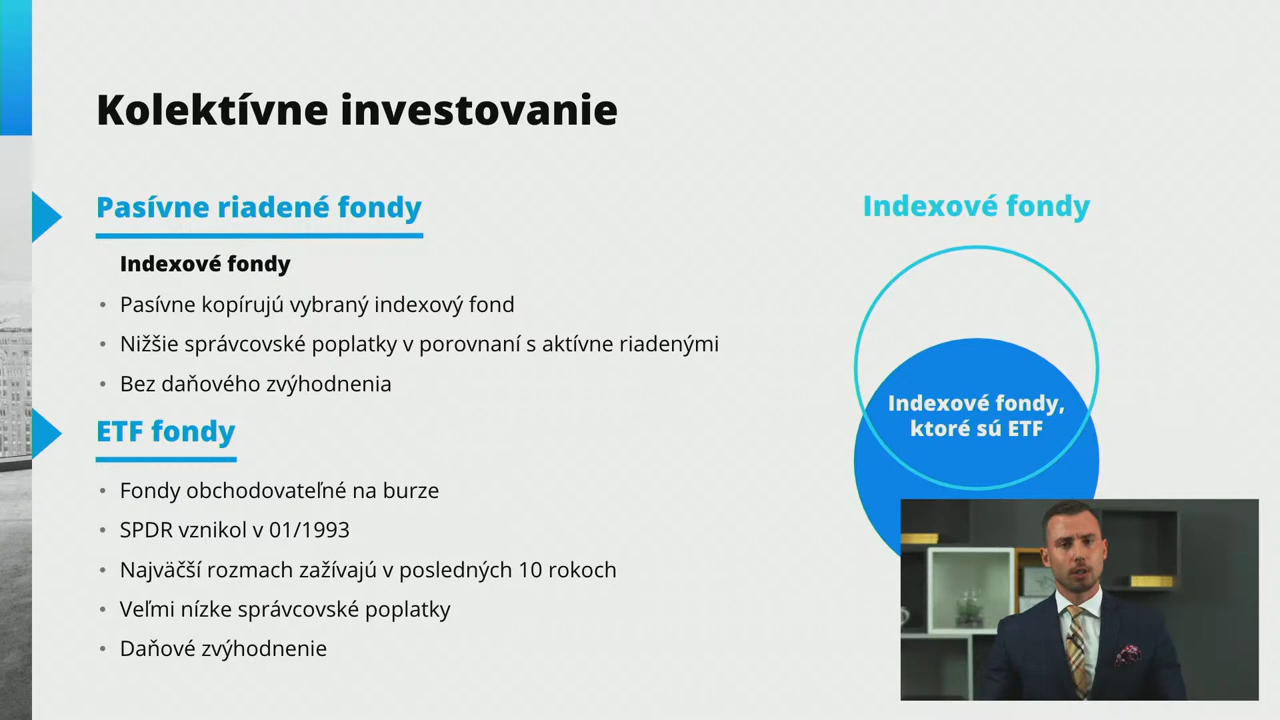 Kolektívne investovanie
Pasívne riadené fondy
Indexové fondy
Pasívne kopírujú vybraný indexový fond
Nižšie správcovské poplatky v porovnaní s aktívne riadenými
Bez daňového zvýhodnenia
ETF fondy
Fondy obchodovateľné na burze
SPDR vznikol v 01/1993
Najväčší rozmach zažívajú v posledných 10 rokoch
Veľmi nízke správcovské poplatky
Daňové zvýhodnenie
Indexové fondy
Indexové fondy,
ktoré sú ETF